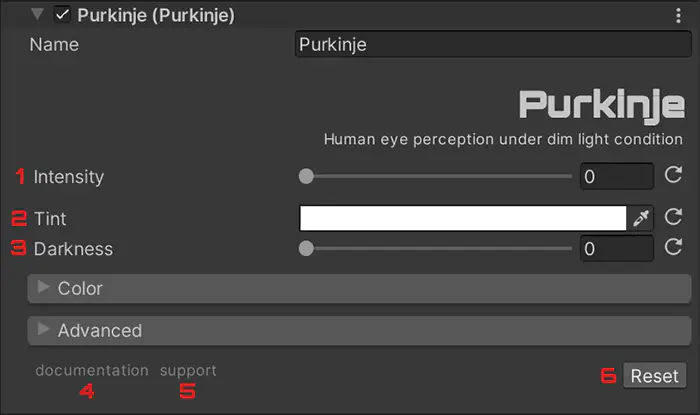 Purkinje (Purkinje)
Name Purkinje
Purkinje
Human eye perception under dim light condition
1 Intensity 0
2 Tint
3 Darkness 0
Color
Advanced
documentation support
4 5 6 Reset